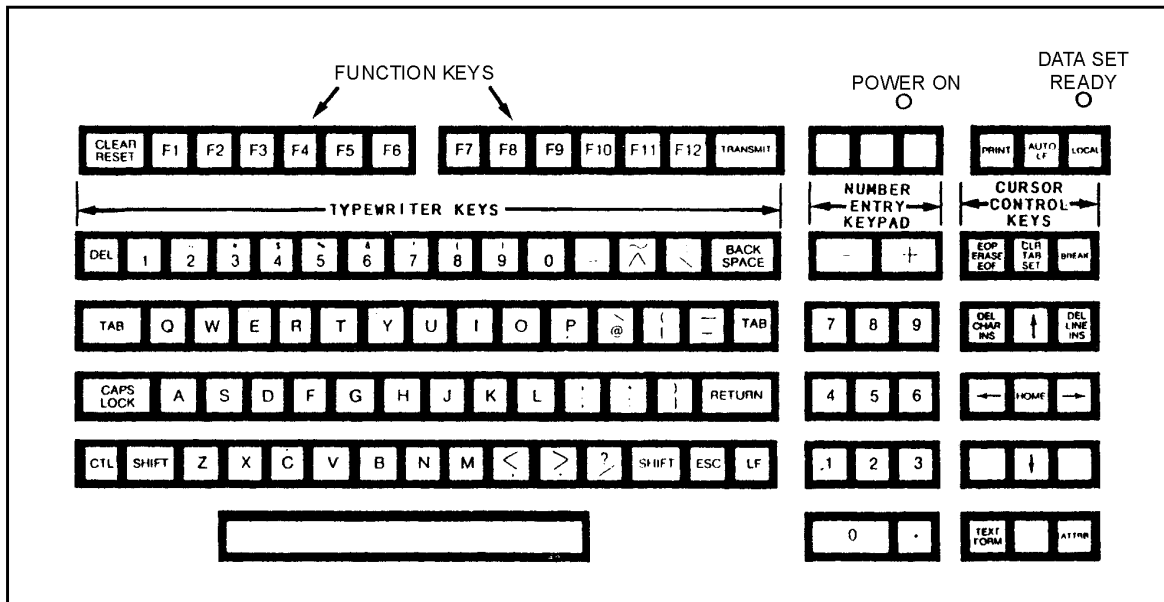 FUNCTION KEYS
POWER ON
DATA SET
READY
CLEAR
RESET
F1 F2 F3 F4 F5 F6
F7 F8 F9 F10 F11 F12 TRANSMIT
PRINT
AUTO
LF
LOCAL
TYPEWRITER KEYS
NUMBER
ENTRY
KEYPAD
CURSOR
CONTROL
KEYS
DEL 1 2 3 4 5 6 7 8 9 0
BACK
SPACE
- +
EOP
ERASE
EOF
CLR
TAB
SET
BREAK
TAB Q W E R T Y U I O P @ TAB
7 8 9
DEL
CHAR
INS
↑
DEL
LINE
INS
CAPS
LOCK
A S D F G H J K L RETURN
4 5 6
← HOME →
CTL SHIFT Z X C V B N M < > ? / SHIFT ESC LF
1 2 3
↓
0 .
TEXT
FORM
ATTRB